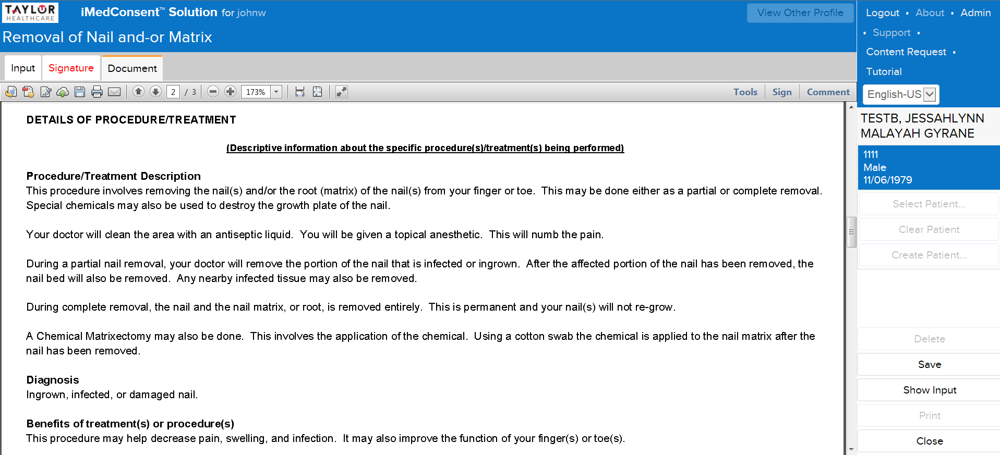 TAYLOR
HEALTHCARE
iMedConsent™ Solution for johnw
View Other Profile
Removal of Nail and-or Matrix
Logout • About • Admin
• Support •
Content Request •
Tutorial
English-US
Input Signature Document
2 / 3 173% Tools Sign Comment
TESTB, JESSAHLYNN
MALAYAH GYRANE
1111
Male
11/06/1979
Select Patient...
Clear Patient
Create Patient...
Delete
Save
Show Input
Print
Close
DETAILS OF PROCEDURE/TREATMENT
(Descriptive information about the specific procedure(s)/treatment(s) being performed)
Procedure/Treatment Description
This procedure involves removing the nail(s) and/or the root (matrix) of the nail(s) from your finger or toe. This may be done either as a partial or complete removal.
Special chemicals may also be used to destroy the growth plate of the nail.
Your doctor will clean the area with an antiseptic liquid. You will be given a topical anesthetic. This will numb the pain.
During a partial nail removal, your doctor will remove the portion of the nail that is infected or ingrown. After the affected portion of the nail has been removed, the
nail bed will also be removed. Any nearby infected tissue may also be removed.
During complete removal, the nail and the nail matrix, or root, is removed entirely. This is permanent and your nail(s) will not re-grow.
A Chemical Matrixectomy may also be done. This involves the application of the chemical. Using a cotton swab the chemical is applied to the nail matrix after the
nail has been removed.
Diagnosis
Ingrown, infected, or damaged nail.
Benefits of treatment(s) or procedure(s)
This procedure may help decrease pain, swelling, and infection. It may also improve the function of your finger(s) or toe(s).